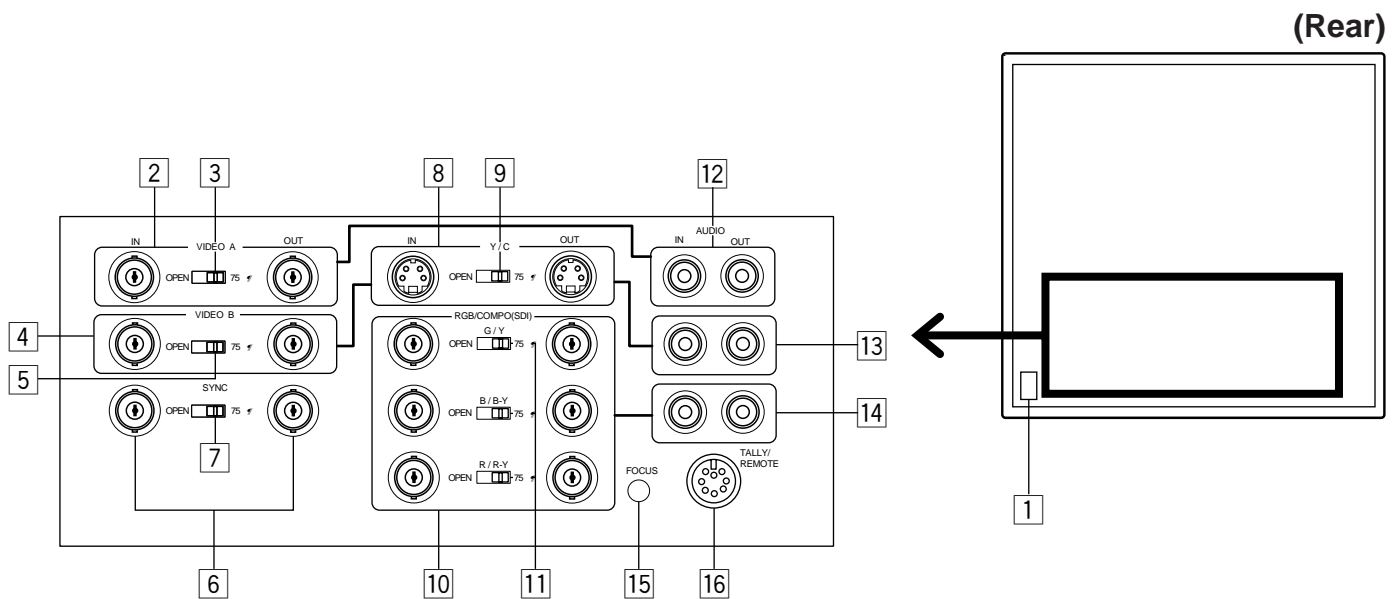 (Rear)
2 3 8 9 12
IN VIDEO A OUT IN Y / C OUT AUDIO
IN OUT
OPEN 75 OPEN 75
4 VIDEO B RGB/COMPO(SDI)
G / Y
OPEN 75 OPEN 75 13
5 SYNC
OPEN 75 B / B-Y
OPEN 75 14
7 TALLY/
REMOTE
R / R-Y
OPEN 75 FOCUS
1
6 10 11 15 16